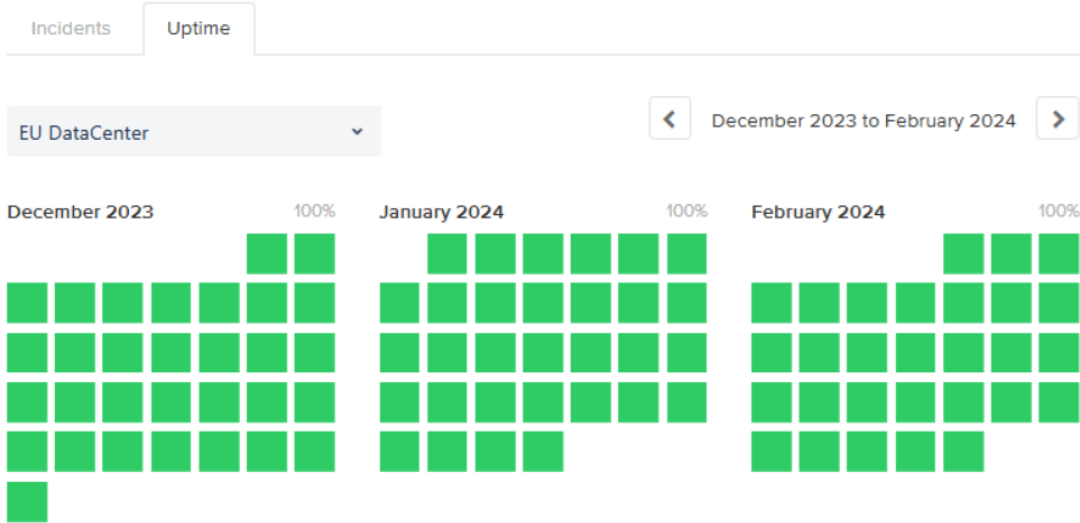 Incidents Uptime
EU DataCenter
December 2023 to February 2024
December 2023 100% January 2024 100% February 2024 100%